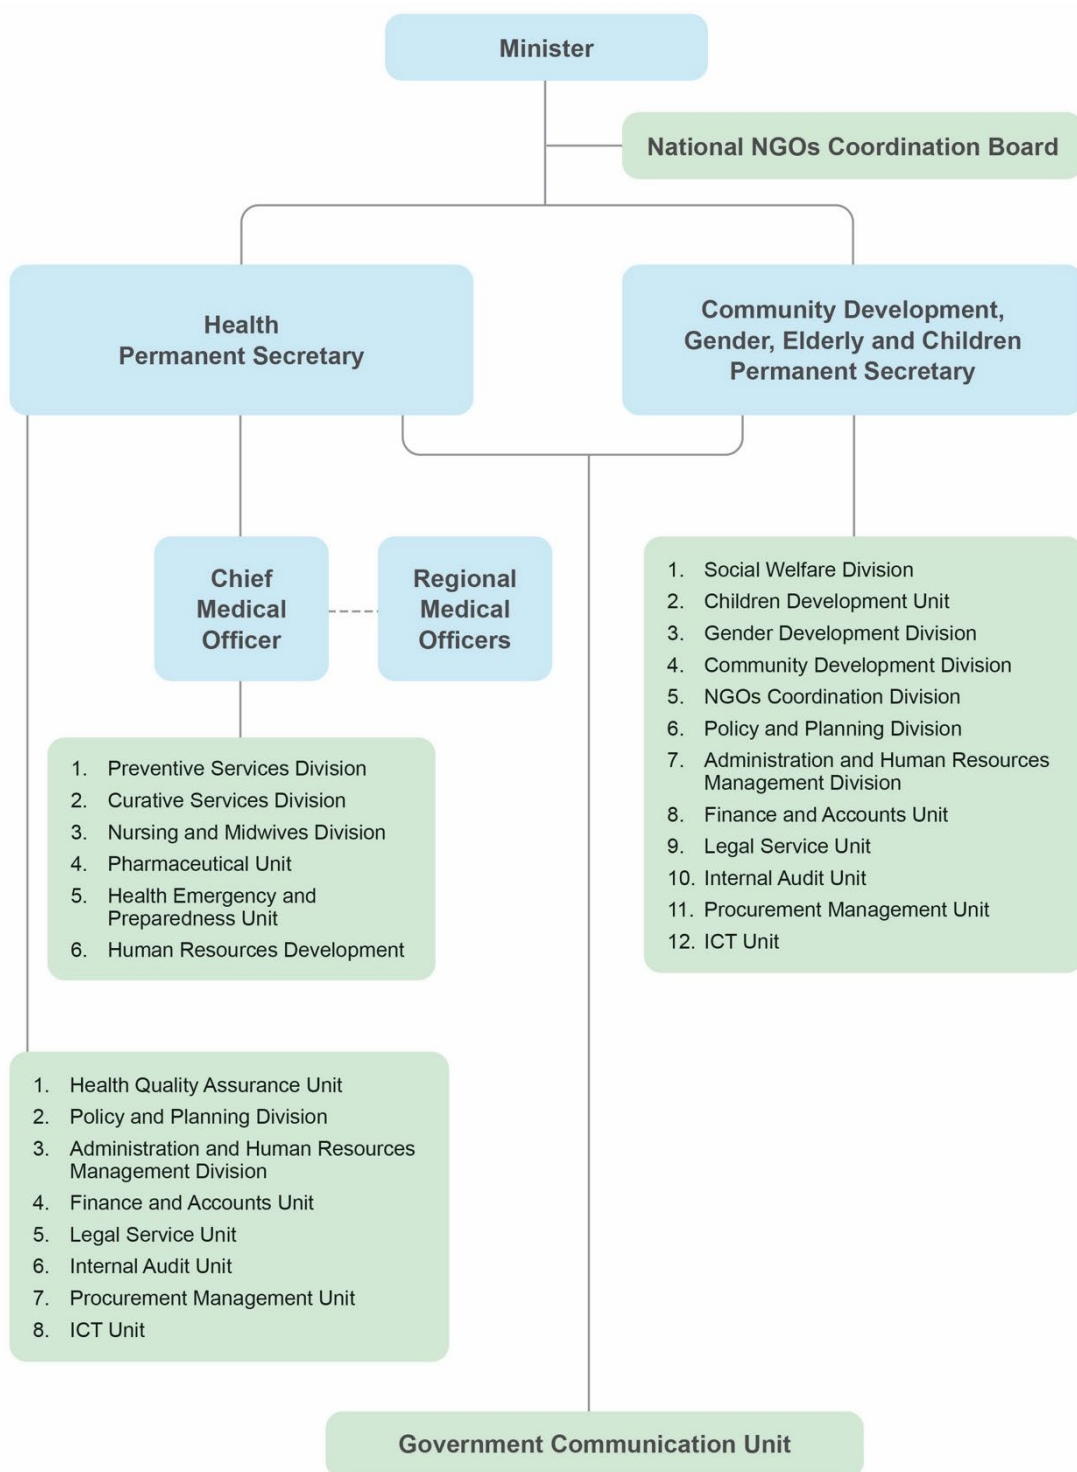 Minister
National NGOs Coordination Board
Health
Permanent Secretary
Community Development,
Gender, Elderly and Children
Permanent Secretary
Chief
Medical
Officer
Regional
Medical
Officers
1. Social Welfare Division
2. Children Development Unit
3. Gender Development Division
4. Community Development Division
5. NGOs Coordination Division
6. Policy and Planning Division
7. Administration and Human Resources
Management Division
8. Finance and Accounts Unit
9. Legal Service Unit
10. Internal Audit Unit
11. Procurement Management Unit
12. ICT Unit
1. Preventive Services Division
2. Curative Services Division
3. Nursing and Midwives Division
4. Pharmaceutical Unit
5. Health Emergency and
Preparedness Unit
6. Human Resources Development
1. Health Quality Assurance Unit
2. Policy and Planning Division
3. Administration and Human Resources
Management Division
4. Finance and Accounts Unit
5. Legal Service Unit
6. Internal Audit Unit
7. Procurement Management Unit
8. ICT Unit
Government Communication Unit